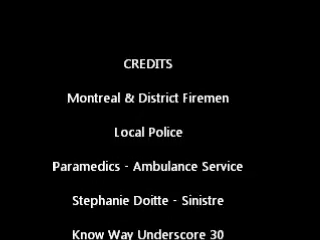 CREDITS
Montreal & District Firemen
Local Police
Paramedics - Ambulance Service
Stephanie Doitte - Sinistre
Know Way Underscore 30